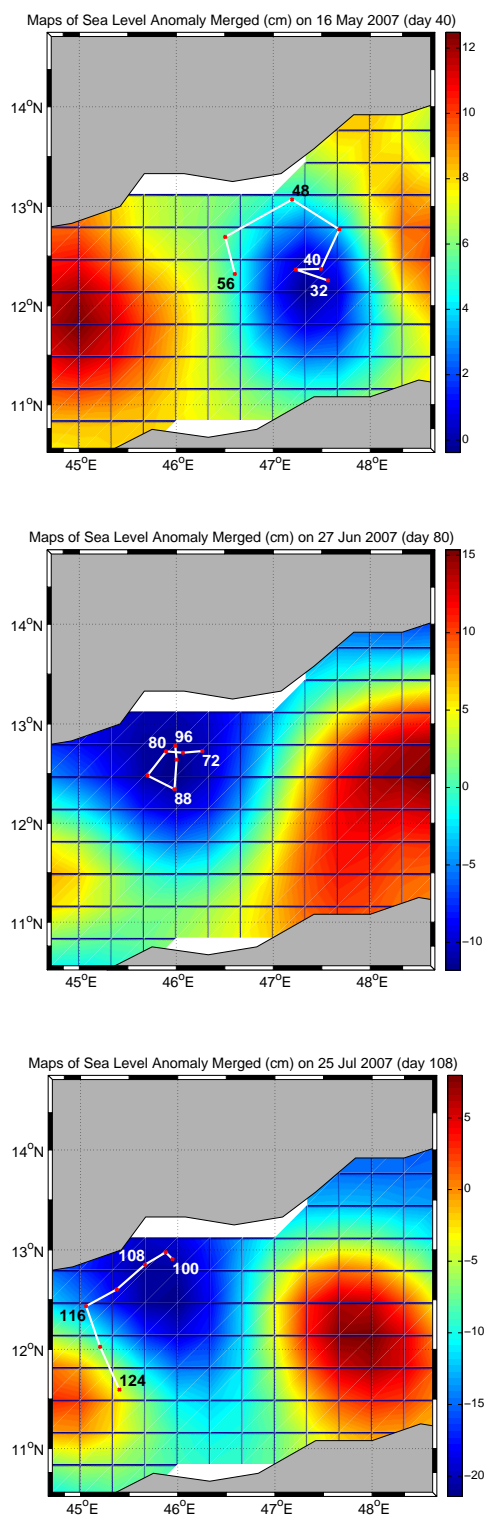 Maps of Sea Level Anomaly Merged (cm) on 16 May 2007 (day 40)
12
14°N
10
48
13°N
8
6
40
56
32
12°N
4
2
11°N
0
45°E 46°E 47°E 48°E
Maps of Sea Level Anomaly Merged (cm) on 27 Jun 2007 (day 80)
15
14°N
10
96
80
72
13°N
5
88
0
12°N
−5
11°N
−10
45°E 46°E 47°E 48°E
Maps of Sea Level Anomaly Merged (cm) on 25 Jul 2007 (day 108)
5
14°N
0
108
13°N
100
−5
116
12°N
−10
124
−15
11°N
−20
45°E 46°E 47°E 48°E